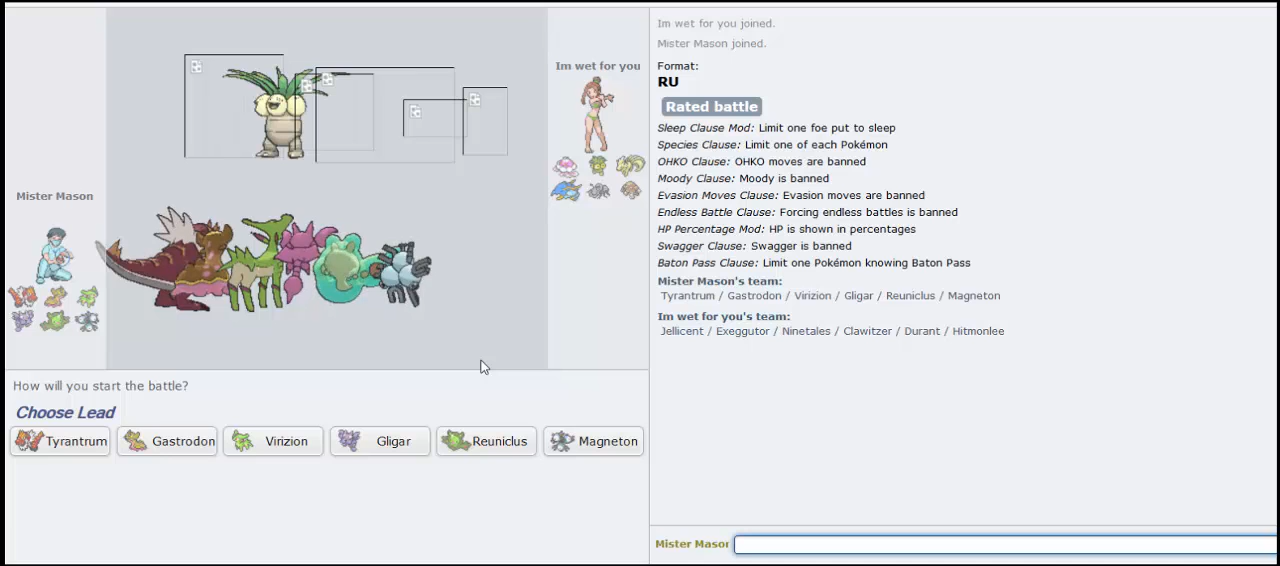 Im wet for you joined.
Mister Mason joined.
Format:
RU
Rated battle
Sleep Clause Mod: Limit one foe put to sleep
Species Clause: Limit one of each Pokémon
OHKO Clause: OHKO moves are banned
Moody Clause: Moody is banned
Evasion Moves Clause: Evasion moves are banned
Endless Battle Clause: Forcing endless battles is banned
HP Percentage Mod: HP is shown in percentages
Swagger Clause: Swagger is banned
Baton Pass Clause: Limit one Pokémon knowing Baton Pass
Mister Mason's team:
Tyrantrum / Gastrodon / Virizion / Gligar / Reuniclus / Magneton
Im wet for you's team:
Jellicent / Exeggutor / Ninetales / Clawitzer / Durant / Hitmonlee
Im wet for you
Mister Mason
How will you start the battle?
Choose Lead
Tyrantrum Gastrodon Virizion Gligar Reuniclus Magneton
Mister Mason